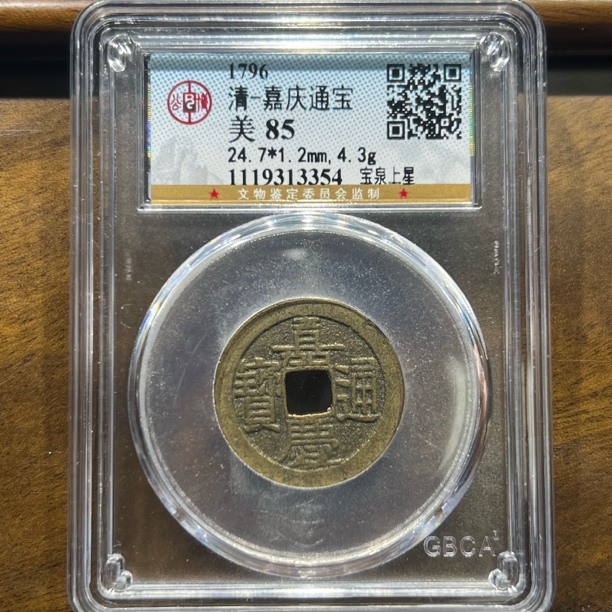 1796
清-嘉庆通宝
美 85
24.7*1.2mm,4.3g
1119313354 宝泉上星
★ 文物鉴定委员会监制 ★
嘉慶通寶
GBCA